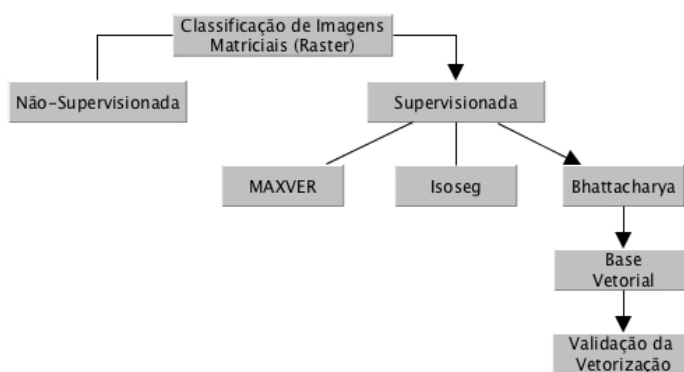 Classificação de Imagens
Matriciais (Raster)
Não-Supervisionada
Supervisionada
MAXVER
Isoseg
Bhattacharya
Base
Vetorial
Validação da
Vetorização